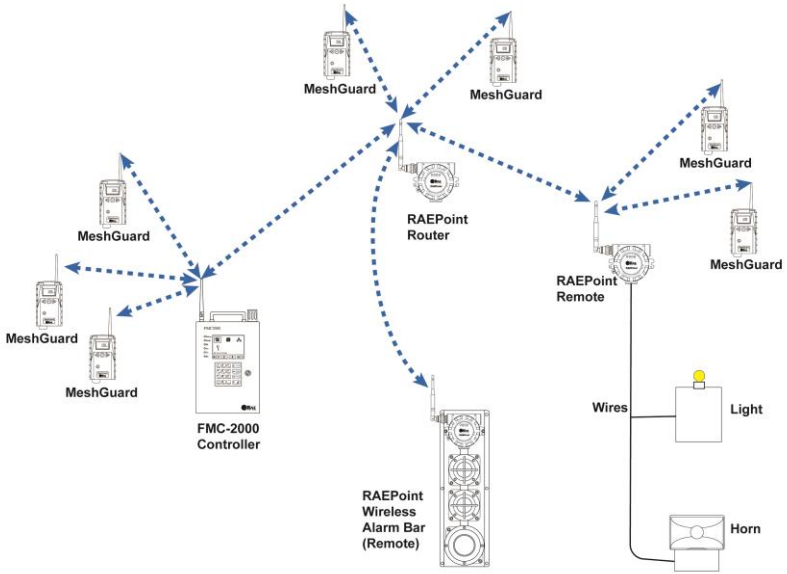 MeshGuard
MeshGuard
MeshGuard
MeshGuard
RAEPoint
Router
MeshGuard
MeshGuard
RAEPoint
Remote
MeshGuard
MeshGuard
FMC-2000
Controller
Wires
Light
RAEPoint
Wireless
Alarm Bar
(Remote)
Horn